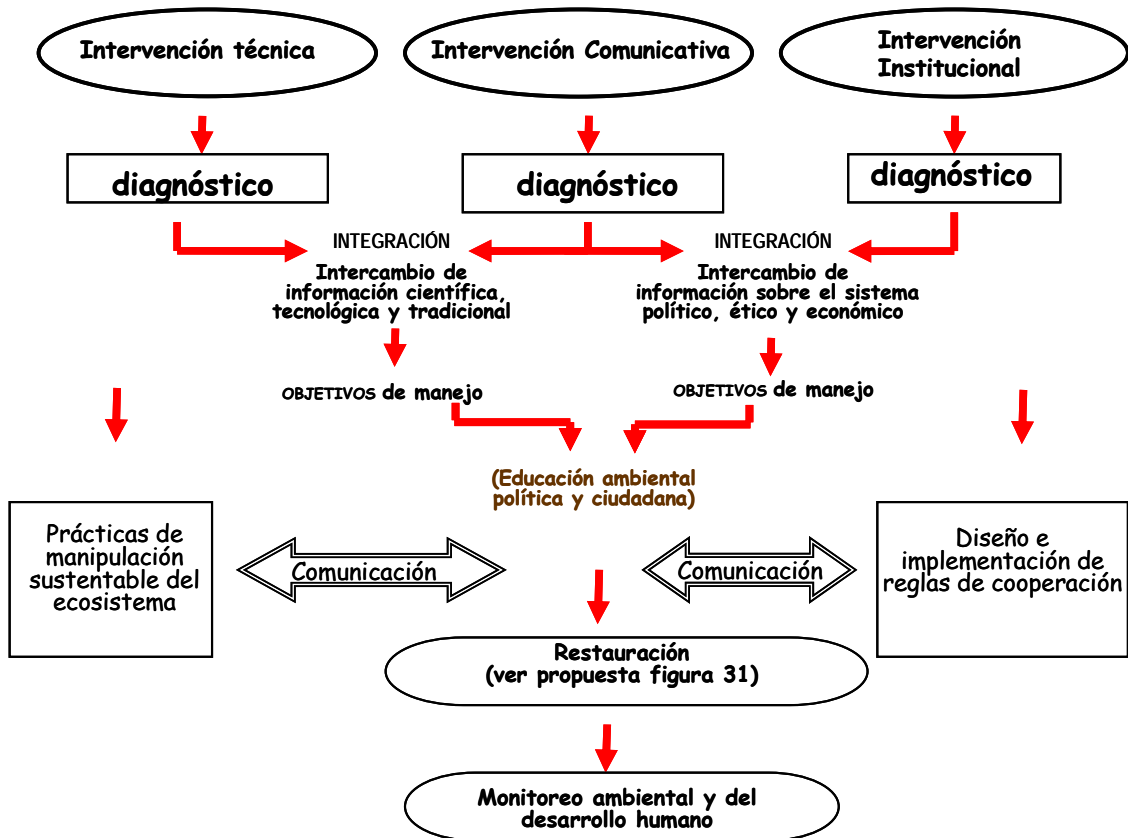 Intervención técnica
Intervención Comunicativa
Intervención
Institucional
diagnóstico
diagnóstico
diagnóstico
INTEGRACIÓN
Intercambio de
información científica,
tecnológica y tradicional
INTEGRACIÓN
Intercambio de
información sobre el sistema
político, ético y económico
OBJETIVOS de manejo
OBJETIVOS de manejo
(Educación ambiental
política y ciudadana)
Prácticas de
manipulación
sustentable del
ecosistema
Comunicación
Comunicación
Diseño e
implementación de
reglas de cooperación
Restauración
(ver propuesta figura 31)
Monitoreo ambiental y del
desarrollo humano